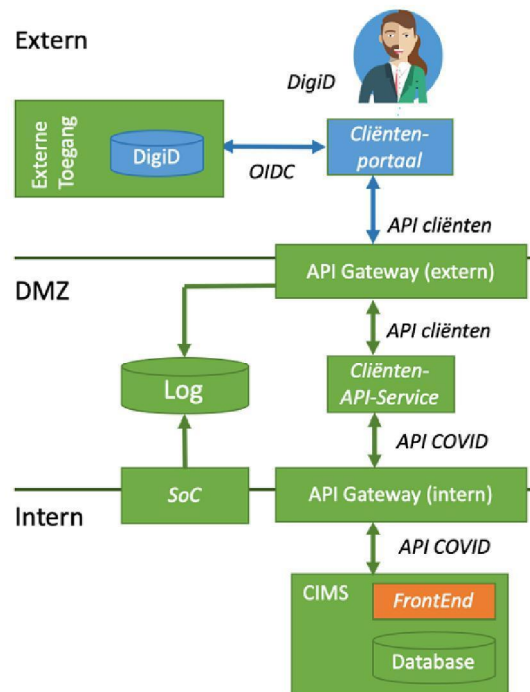 Extern
DigiD
Externe
Toegang
DigiD
OIDC
Cliënten-
portaal
API cliënten
API Gateway (extern)
DMZ
API cliënten
Log
Cliënten-
API-Service
API COVID
SoC
API Gateway (intern)
Intern
API COVID
CIMS
FrontEnd
Database